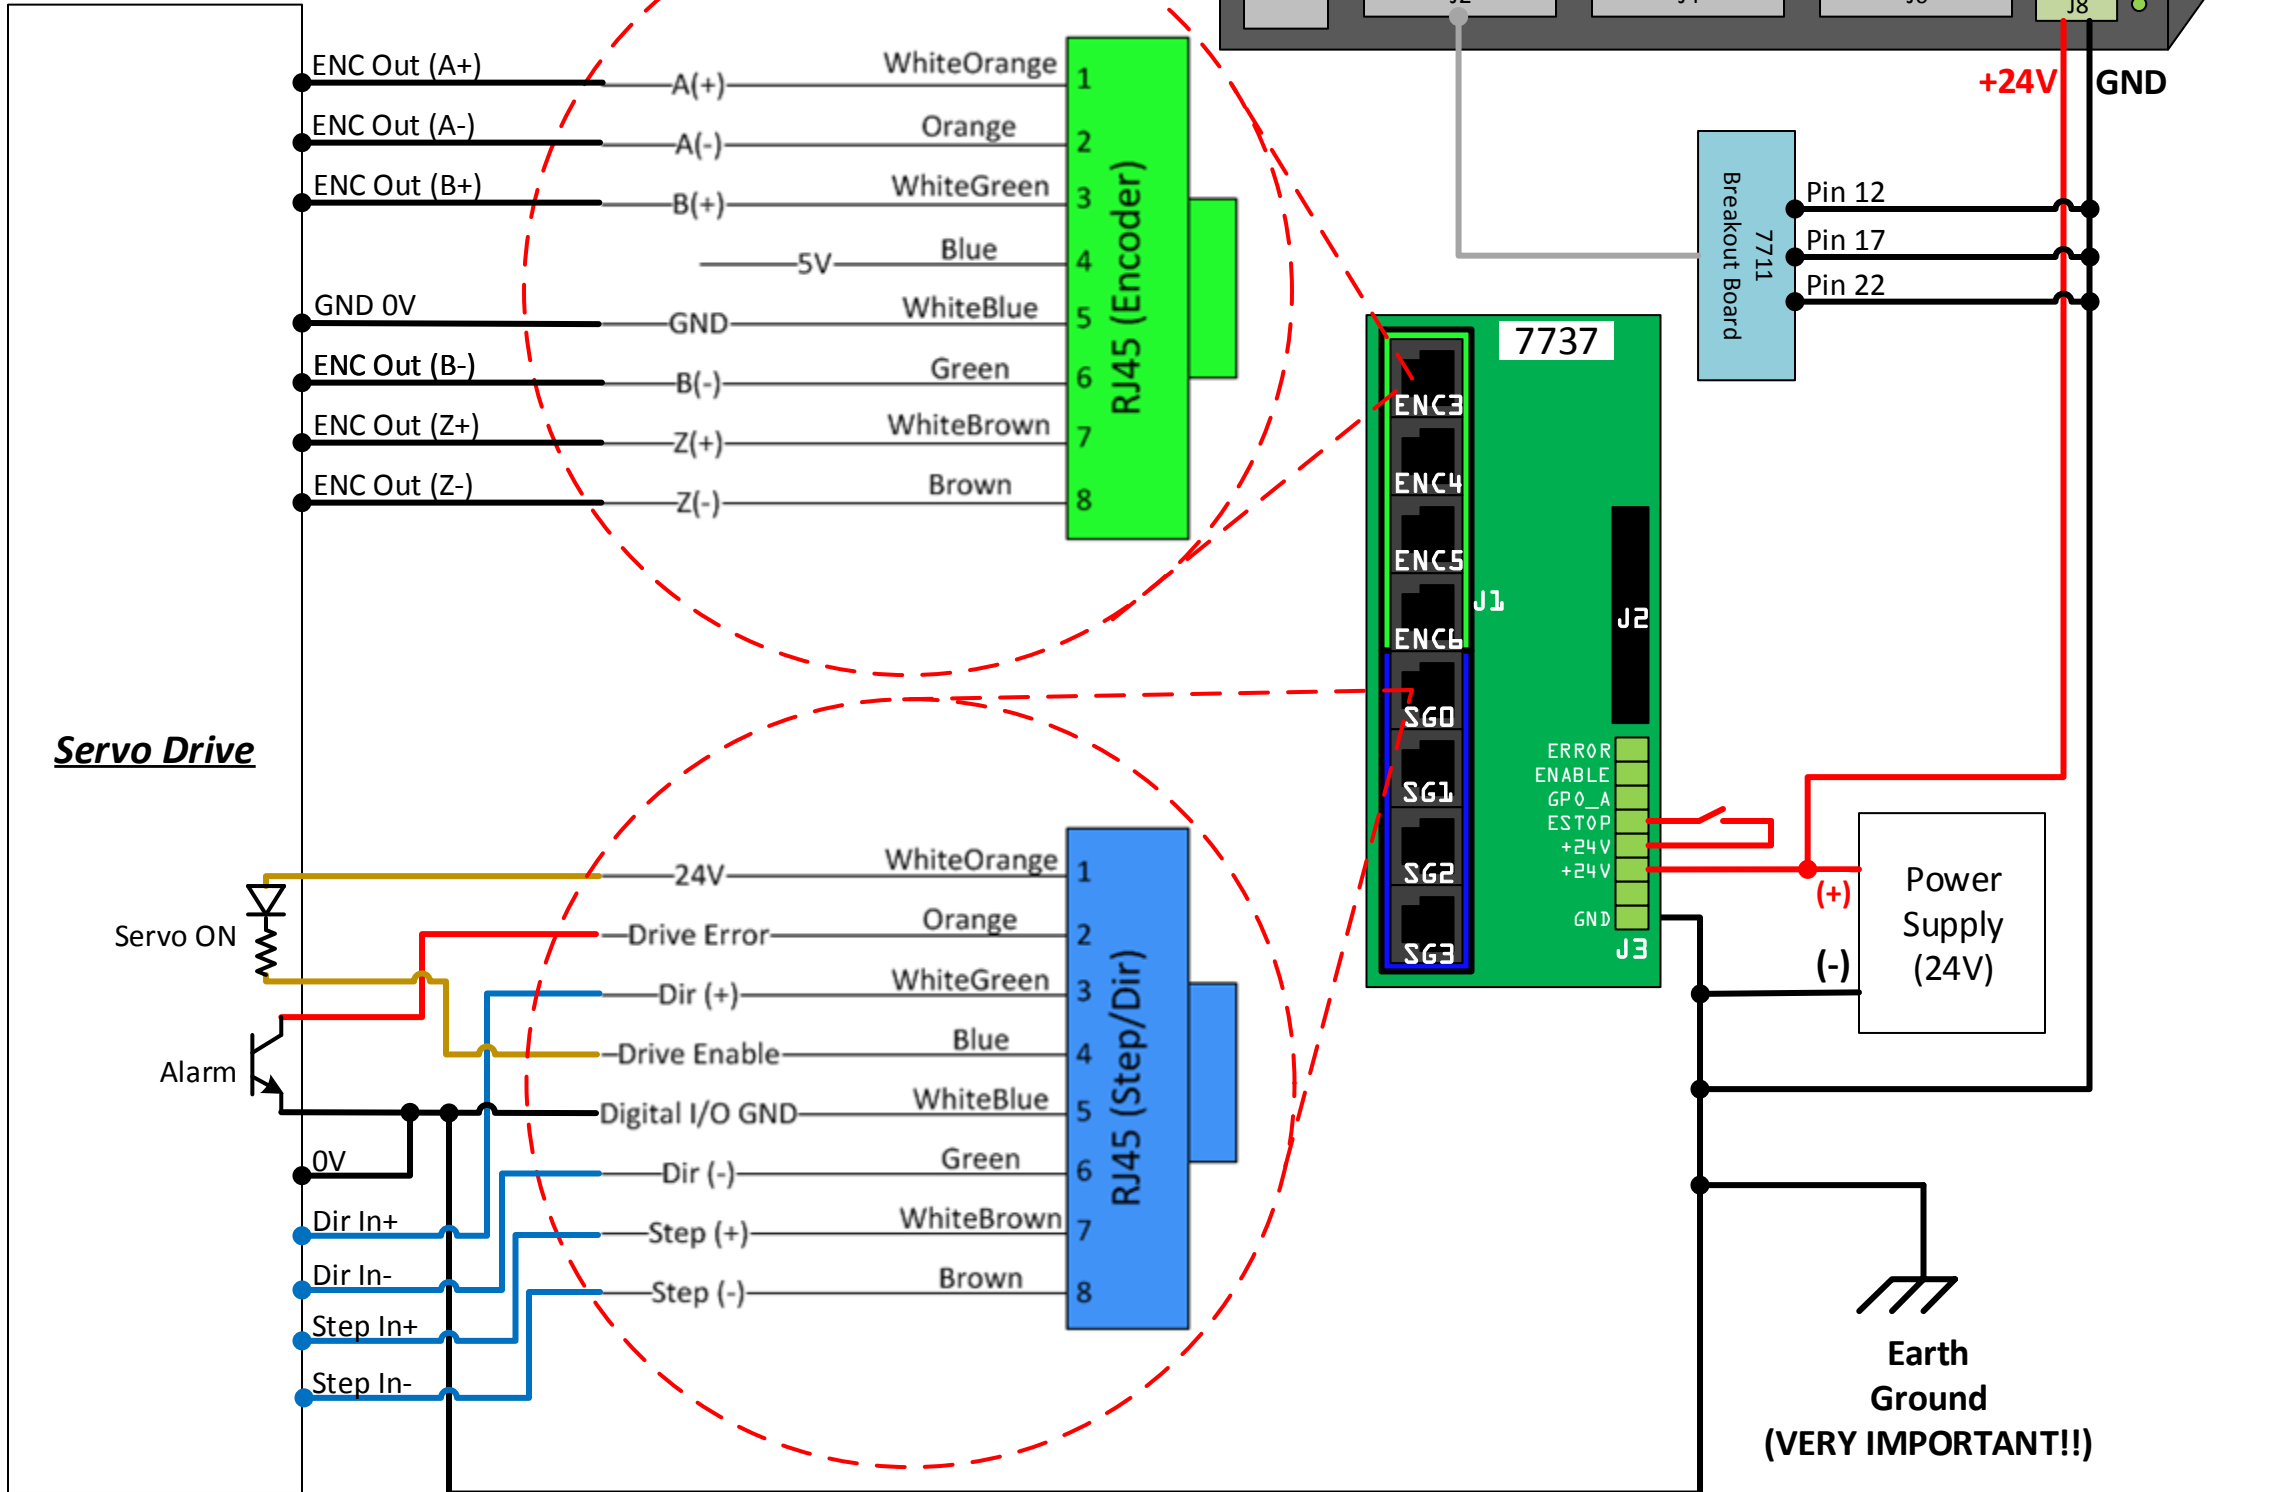 J8
+24V
GND
ENC Out (A+)
ENC Out (A-)
ENC Out (B+)
GND 0V
ENC Out (B-)
ENC Out (Z+)
ENC Out (Z-)
A(+)
A(-)
B(+)
5V
GND
B(-)
Z(+)
Z(-)
WhiteOrange
Orange
WhiteGreen
Blue
WhiteBlue
Green
WhiteBrown
Brown
1
2
3
4
5
6
7
8
RJ45 (Encoder)
7711
Breakout Board
Pin 12
Pin 17
Pin 22
7737
ENC3
ENC4
ENC5
ENC6
SG0
SG1
SG2
SG3
J1
J2
ERROR
ENABLE
GPO_A
ESTOP
+24V
+24V
GND
J3
Power
Supply
(24V)
(+)
(-)
Servo Drive
Servo ON
Alarm
0V
Dir In+
Dir In-
Step In+
Step In-
24V
Drive Error
Dir (+)
Drive Enable
Digital I/O GND
Dir (-)
Step (+)
Step (-)
WhiteOrange
Orange
WhiteGreen
Blue
WhiteBlue
Green
WhiteBrown
Brown
1
2
3
4
5
6
7
8
RJ45 (Step/Dir)
Earth
Ground
(VERY IMPORTANT!!)